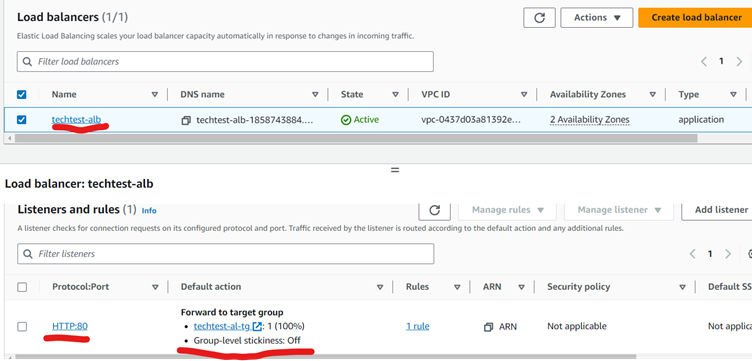 Load balancers (1/1)
Actions
Create load balancer
Elastic Load Balancing scales your load balancer capacity automatically in response to changes in incoming traffic.
Filter load balancers
1
Name
DNS name
State
VPC ID
Availability Zones
Type
techtest-alb
techtest-alb-1858743884....
Active
vpc-0437d03a81392e...
2 Availability Zones
application
Load balancer: techtest-alb
Listeners and rules (1) Info
Manage rules
Manage listener
Add listener
A listener checks for connection requests on its configured protocol and port. Traffic received by the listener is routed according to the default action and any additional rules.
Filter listeners
1
Protocol:Port
Default action
Rules
ARN
Security policy
Default SS
HTTP:80
Forward to target group
• techtest-al-tg: 1 (100%)
• Group-level stickiness: Off
1 rule
ARN
Not applicable
Not applica